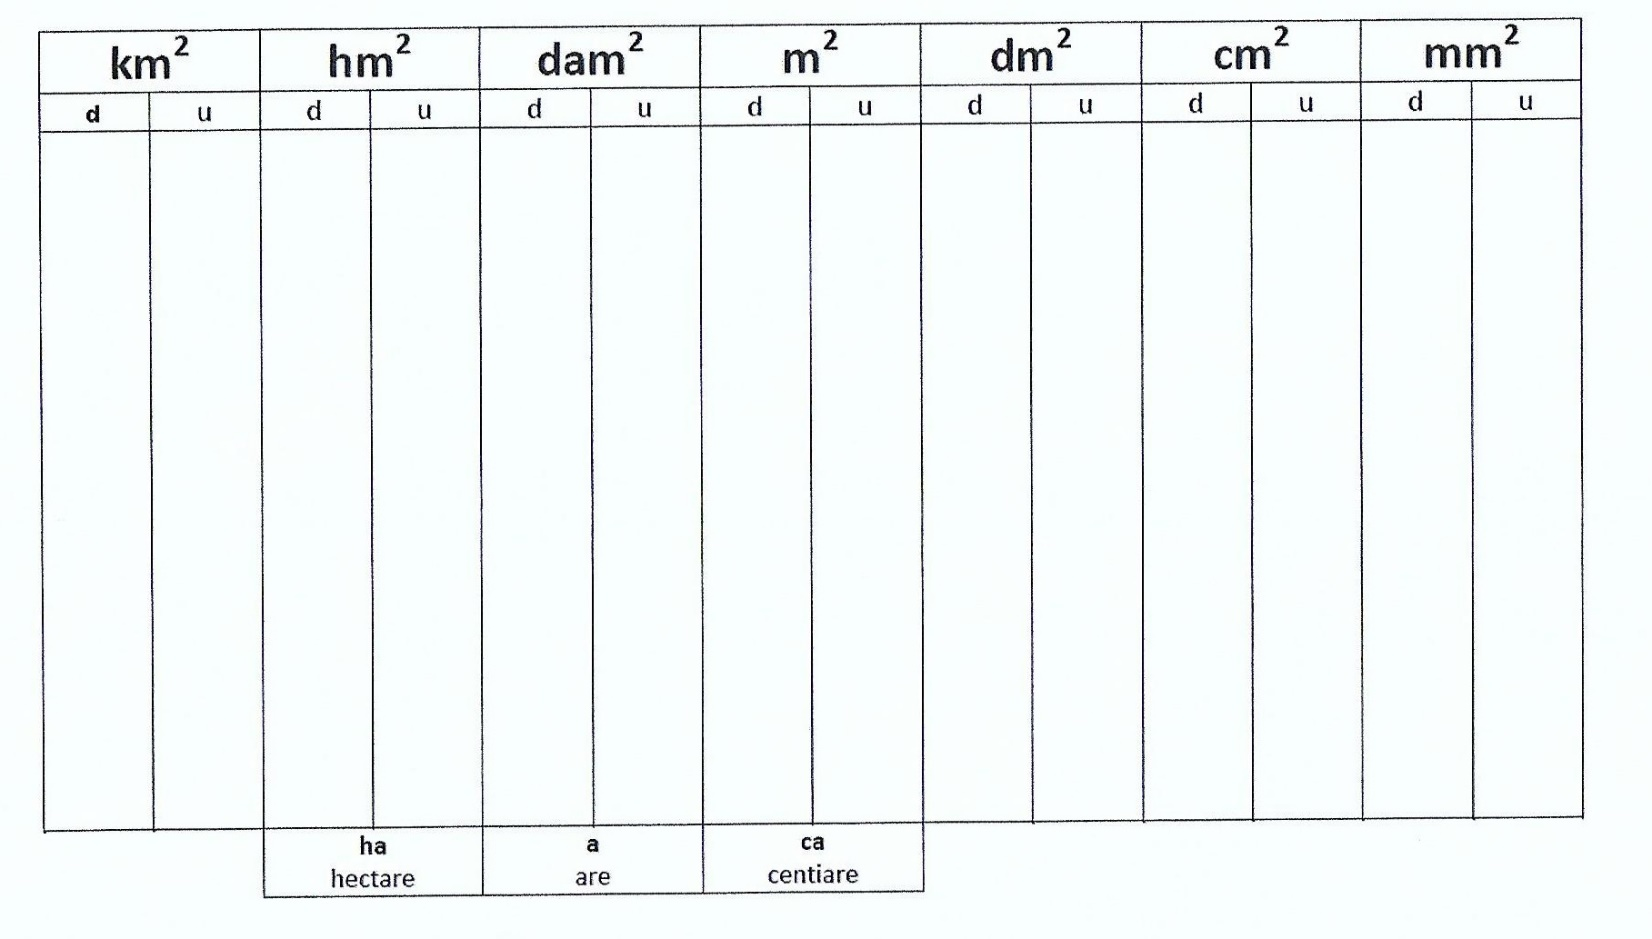 km² hm² dam² m² dm² cm² mm²
d u d u d u d u d u d u d u
ha a ca
hectare are centiare